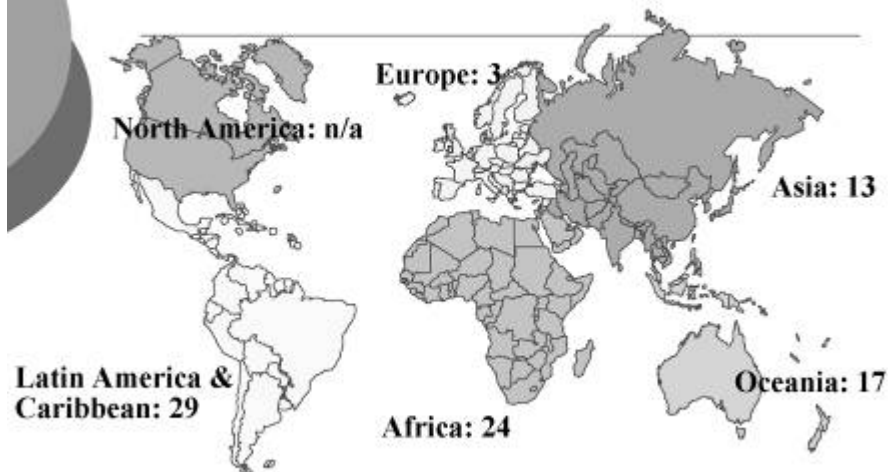 Europe: 3
North America: n/a
Asia: 13
Latin America &
Caribbean: 29
Oceania: 17
Africa: 24